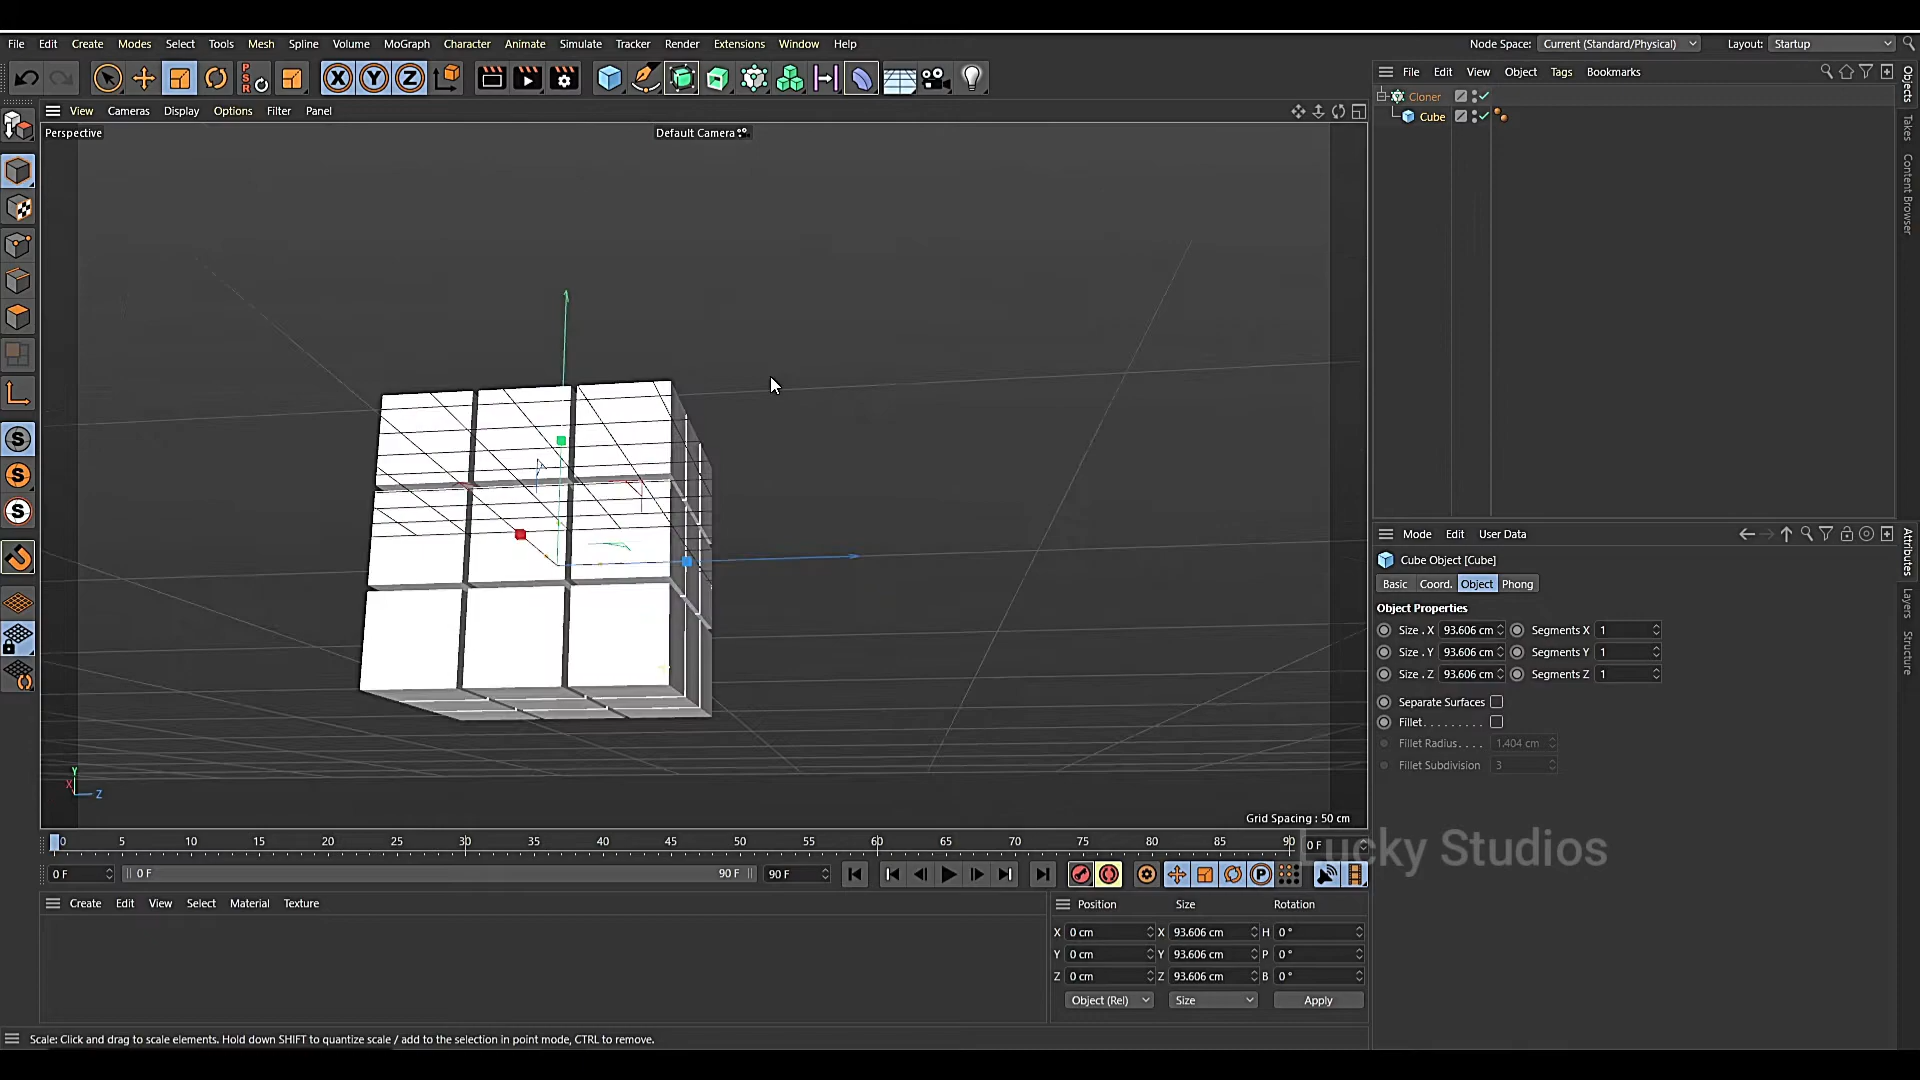 File Edit Create Modes Select Tools Mesh Spline Volume MoGraph Character Animate Simulate Tracker Render Extensions Window Help Node Space: Current (Standard/Physical) Layout: Startup
P
S
R
X Y Z
File Edit View Object Tags Bookmarks
Objects
Takes
Content Browser
Cloner
Cube
View Cameras Display Options Filter Panel
Perspective
Default Camera
S
S
S
Y
X
Z
Grid Spacing : 50 cm
Mode Edit User Data
Attributes
Layers
Structure
Cube Object [Cube]
Basic Coord. Object Phong
Object Properties
Size . X 93.606 cm Segments X 1
Size . Y 93.606 cm Segments Y 1
Size . Z 93.606 cm Segments Z 1
Separate Surfaces
Fillet . . . . . . . . .
Fillet Radius. . . . 1.404 cm
Fillet Subdivision 3
0 5 10 15 20 25 30 35 40 45 50 55 60 65 70 75 80 85 90 0 F
Lucky Studios
0 F 0 F 90 F 90 F
P
Create Edit View Select Material Texture
Position Size Rotation
X 0 cm X 93.606 cm H 0 °
Y 0 cm Y 93.606 cm P 0 °
Z 0 cm Z 93.606 cm B 0 °
Object (Rel) Size Apply
Scale: Click and drag to scale elements. Hold down SHIFT to quantize scale / add to the selection in point mode, CTRL to remove.